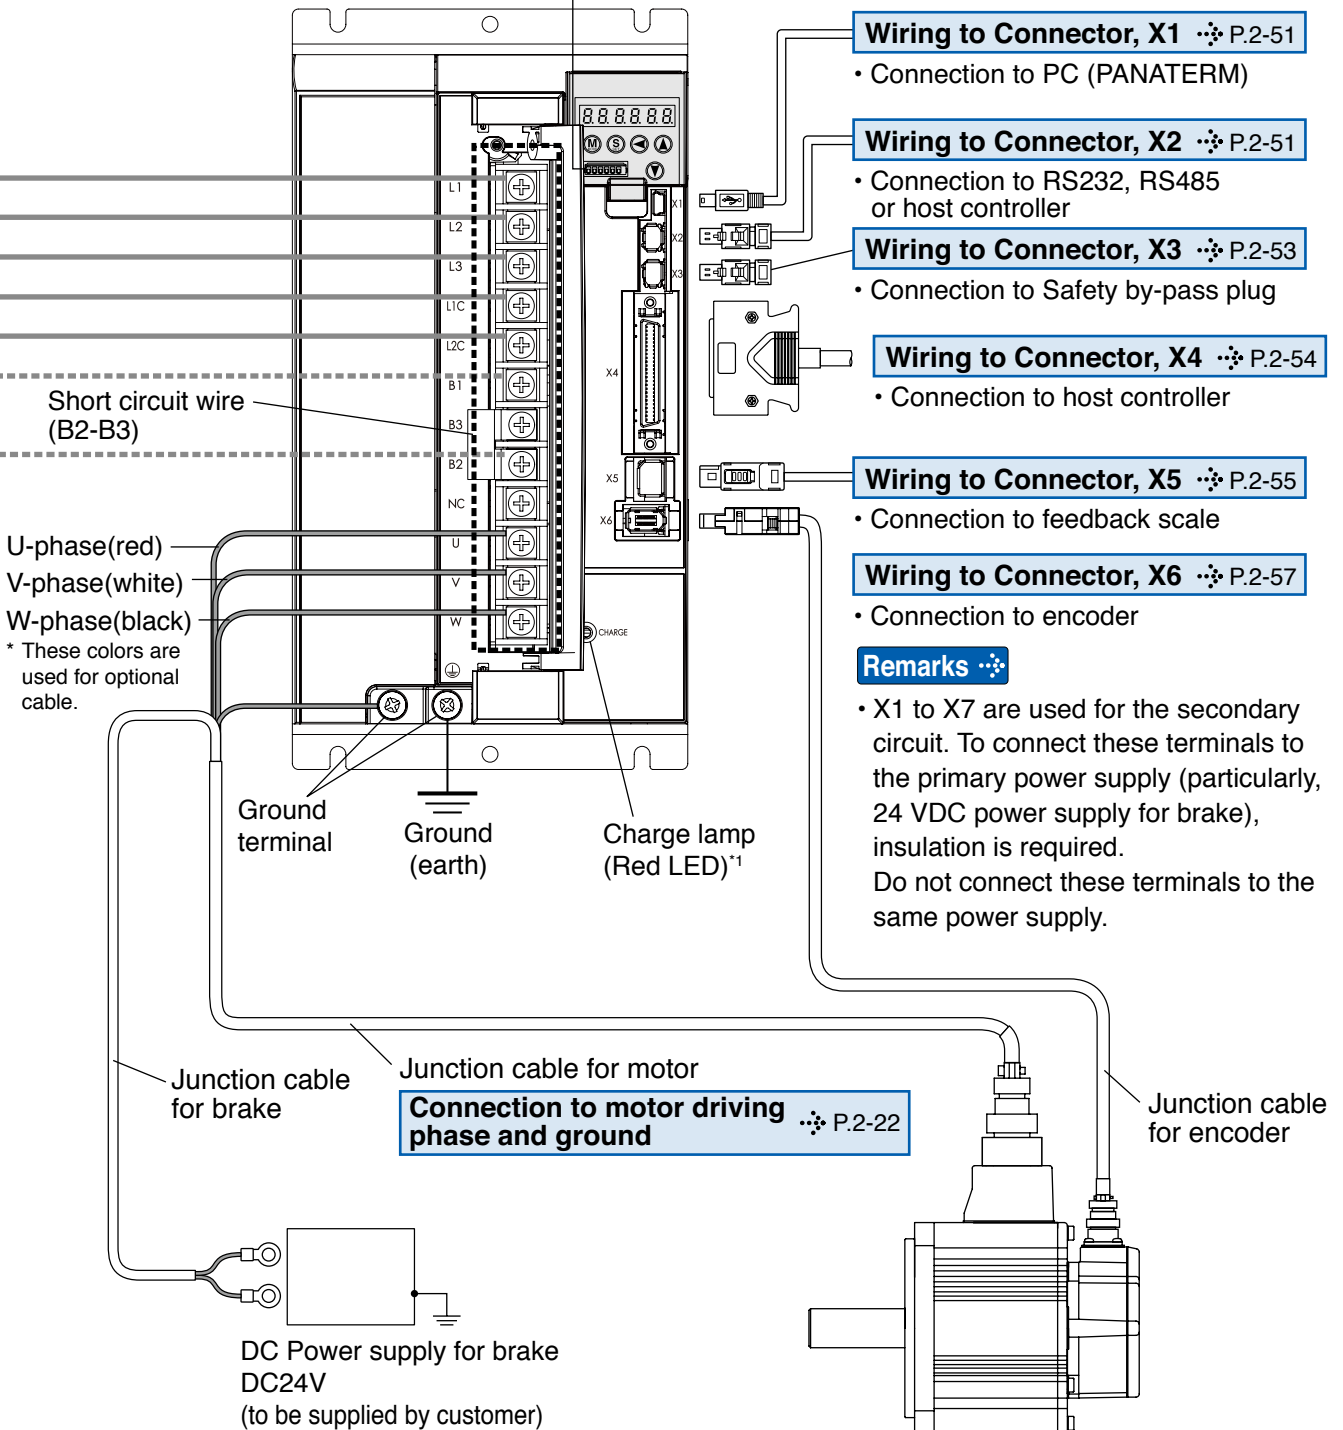 Wiring to Connector, X1 P.2-51
・Connection to PC (PANATERM)
Wiring to Connector, X2 P.2-51
・Connection to RS232, RS485
or host controller
Wiring to Connector, X3 P.2-53
・Connection to Safety by-pass plug
Wiring to Connector, X4 P.2-54
・Connection to host controller
Wiring to Connector, X5 P.2-55
・Connection to feedback scale
Wiring to Connector, X6 P.2-57
・Connection to encoder
Remarks
・X1 to X7 are used for the secondary
circuit. To connect these terminals to
the primary power supply (particularly,
24 VDC power supply for brake),
insulation is required.
Do not connect these terminals to the
same power supply.
8.8.8.8.8.8.
M S
L1
L2
L3
L1C
L2C
B1
B3
B2
NC
U
V
W
X1
X2
X3
X4
X5
X6
CHARGE
Short circuit wire
(B2-B3)
U-phase(red)
V-phase(white)
W-phase(black)
* These colors are
used for optional
cable.
Ground
terminal
Ground
(earth)
Charge lamp
(Red LED)*1
Junction cable
for brake
Junction cable for motor
Connection to motor driving
phase and ground P.2-22
Junction cable
for encoder
DC Power supply for brake
DC24V
(to be supplied by customer)